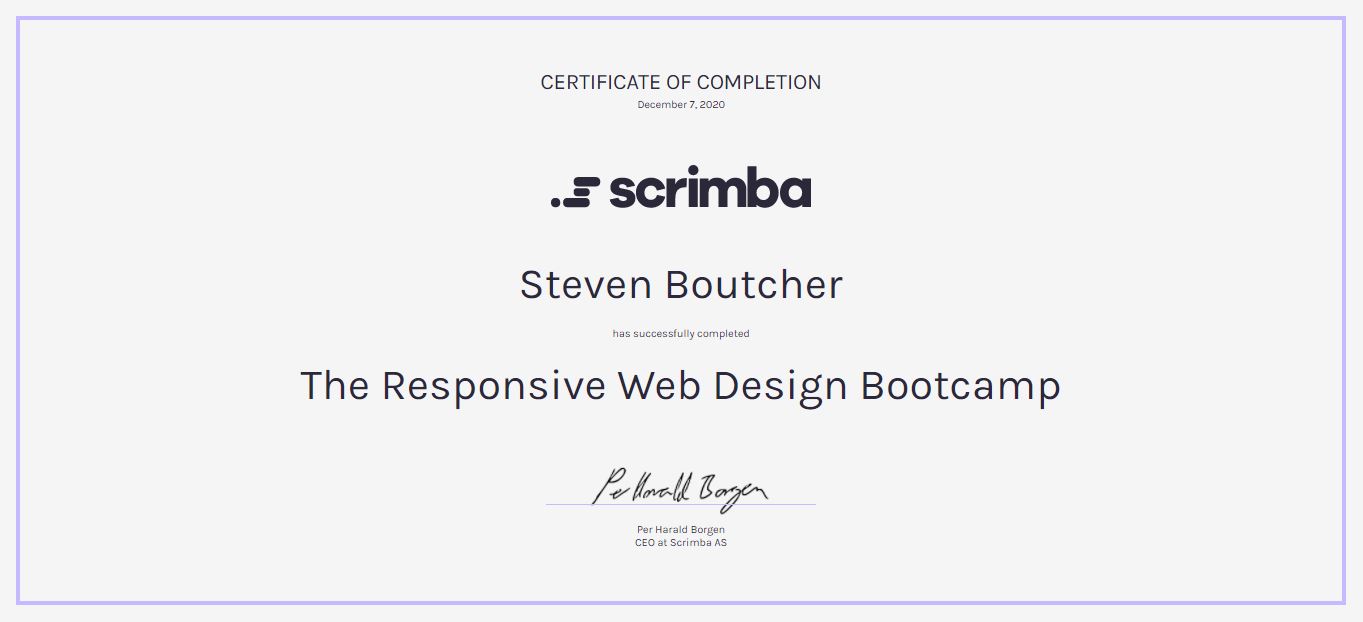 CERTIFICATE OF COMPLETION
December 7, 2020
scrimba
Steven Boutcher
has successfully completed
The Responsive Web Design Bootcamp
Per Harald Borgen
Per Harald Borgen
CEO at Scrimba AS